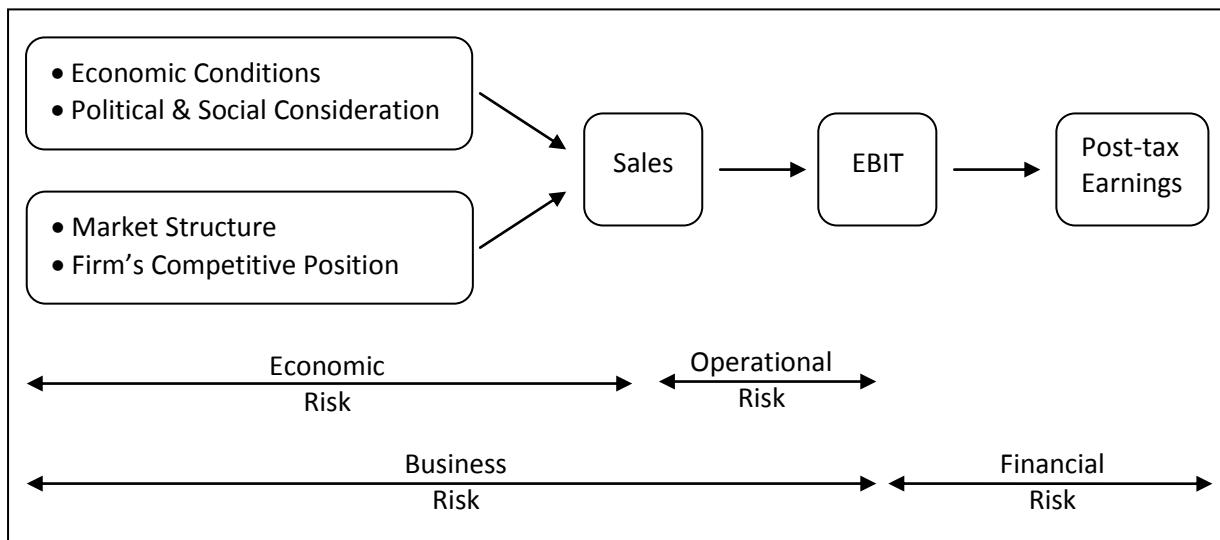 • Economic Conditions
• Political & Social Consideration
• Market Structure
• Firm’s Competitive Position
Sales
EBIT
Post-tax
Earnings
Economic
Risk
Operational
Risk
Business
Risk
Financial
Risk